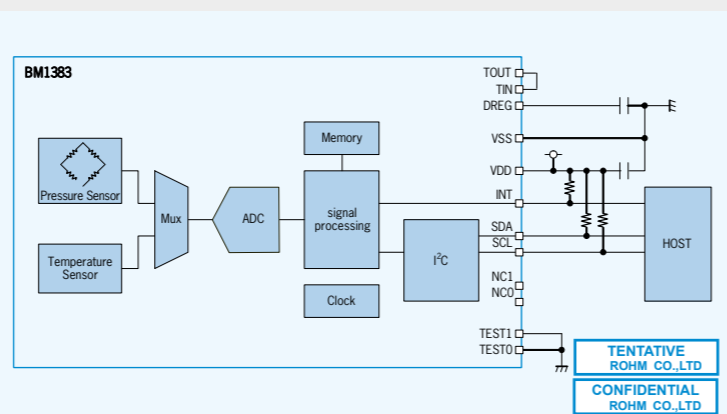 BM1383
TOUT
TIN
DREG
VSS
VDD
INT
SDA
SCL
NC1
NC0
TEST1
TEST0
Memory
Pressure Sensor
Mux
ADC
signal
processing
I²C
HOST
Temperature
Sensor
Clock
TENTATIVE
ROHM CO.,LTD
CONFIDENTIAL
ROHM CO.,LTD